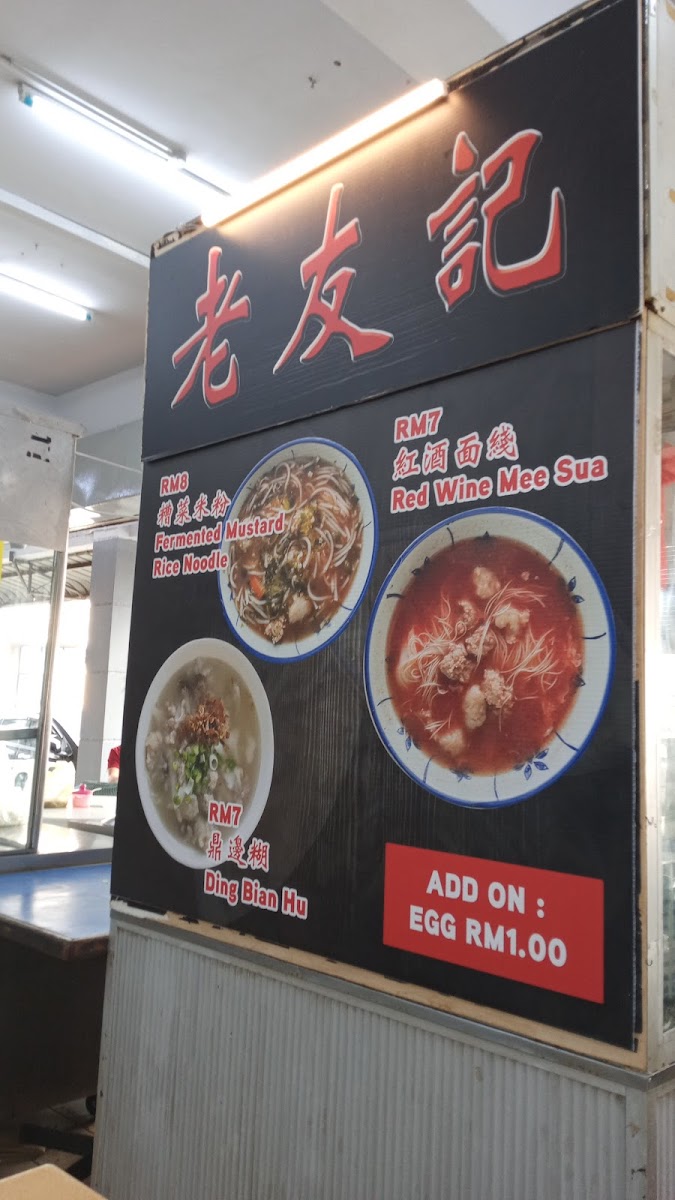 老友記
RM8
糟菜米粉
Fermented Mustard
Rice Noodle
RM7
紅酒面綫
Red Wine Mee Sua
RM7
鼎邊糊
Ding Bian Hu
ADD ON :
EGG RM1.00